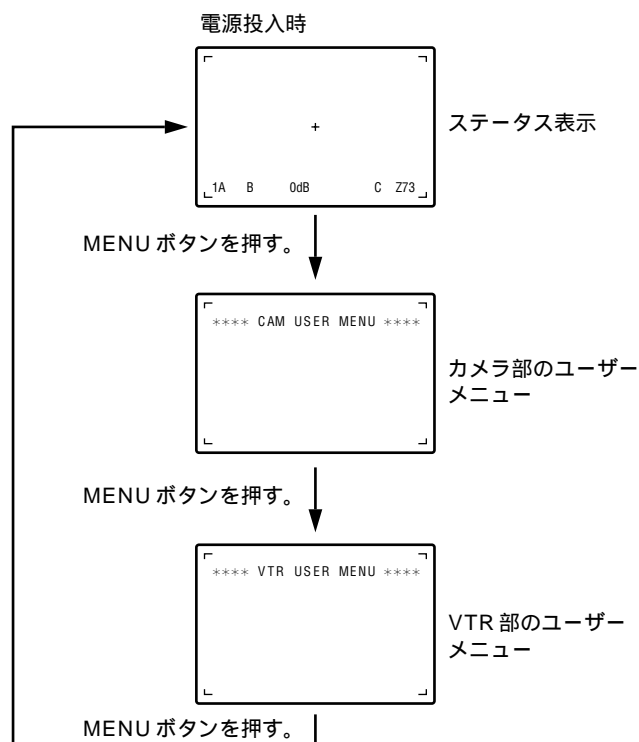 電源投入時
+
1A B 0dB C Z73
ステータス表示
MENU ボタンを押す。
**** CAM USER MENU ****
カメラ部のユーザー
メニュー
MENU ボタンを押す。
**** VTR USER MENU ****
VTR 部のユーザー
メニュー
MENU ボタンを押す。